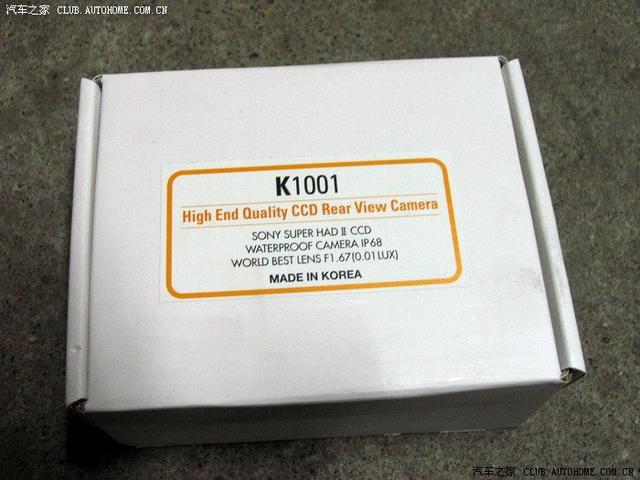 汽车之家 CLUB.AUTOHOME.COM.CN
K1001
High End Quality CCD Rear View Camera
SONY SUPER HAD II CCD
WATERPROOF CAMERA IP68
WORLD BEST LENS F1.67(0.01LUX)
MADE IN KOREA
汽车之家 CLUB.AUTOHOME.COM.CN